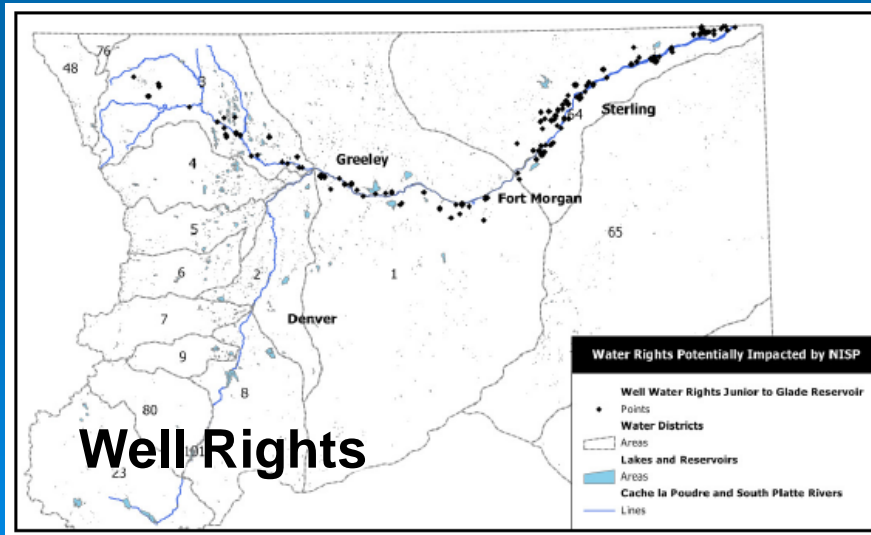 76
48
3
64
Sterling
4
Greeley
Fort Morgan
5
65
6
2
1
7
Denver
9
8
80
Well Rights
101
23
Water Rights Potentially Impacted by NISP
Well Water Rights Junior to Glade Reservoir
Points
Water Districts
Areas
Lakes and Reservoirs
Areas
Cache la Poudre and South Platte Rivers
Lines